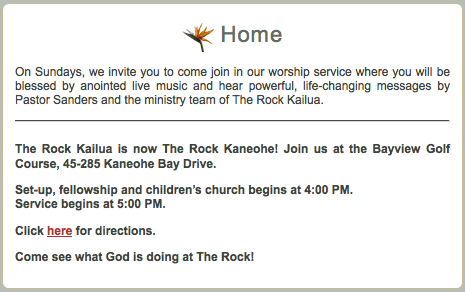 Home
On Sundays, we invite you to come join in our worship service where you will be
blessed by anointed live music and hear powerful, life-changing messages by
Pastor Sanders and the ministry team of The Rock Kailua.
The Rock Kailua is now The Rock Kaneohe! Join us at the Bayview Golf
Course, 45-285 Kaneohe Bay Drive.
Set-up, fellowship and children’s church begins at 4:00 PM.
Service begins at 5:00 PM.
Click here for directions.
Come see what God is doing at The Rock!